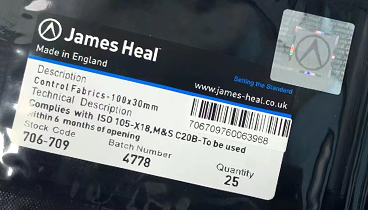 James Heal
Made in England
Setting the Standard
www.james-heal.co.uk
Description
Control Fabrics-100x30mm
Technical Description
Complies with ISO 105-X18,M&S C20B-To be used
within 6 months of opening
706709760063968
Stock Code
706-709
Batch Number
4778
Quantity
25